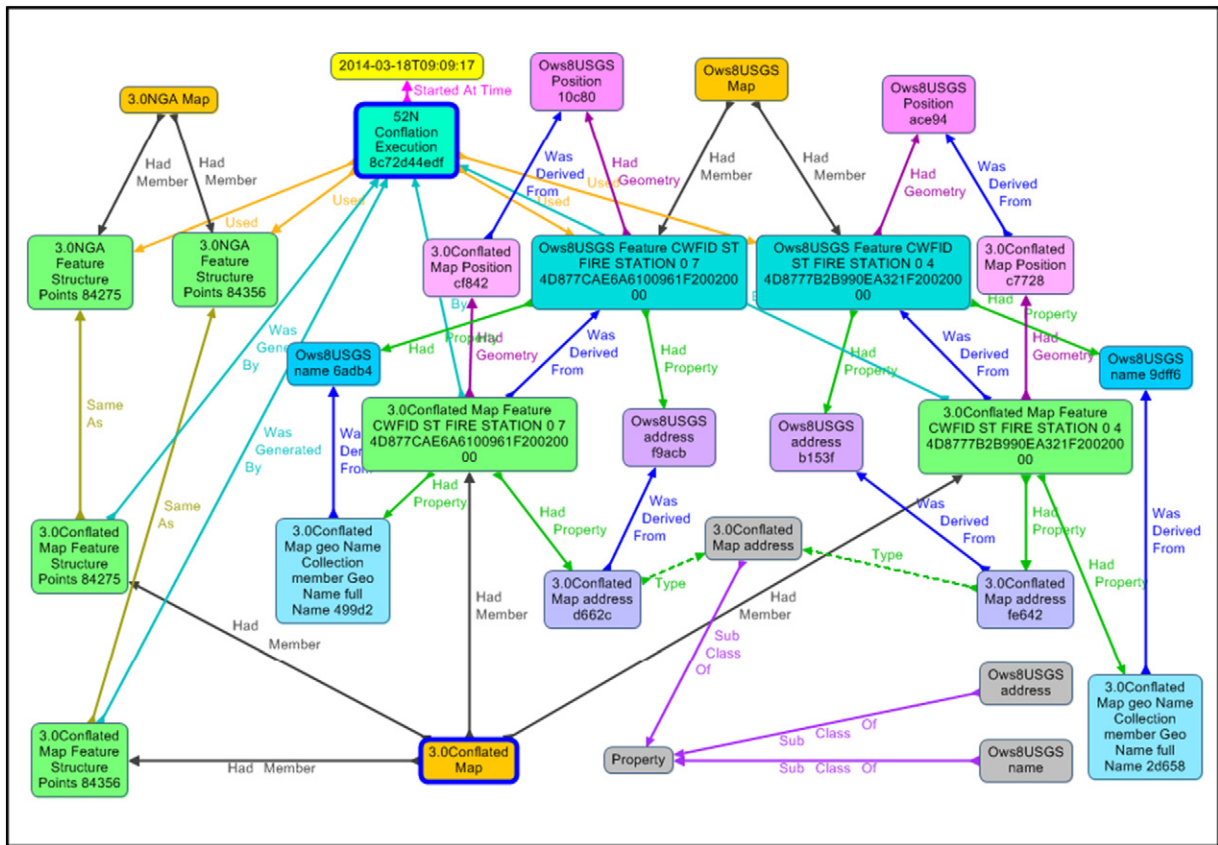 2014-03-18T09:09:17
Started At Time
3.0NGA Map
52N
Conflation
Execution
8c72d44edf
Ows8USGS
Position
10c80
Ows8USGS
Map
Ows8USGS
Position
ace94
Had
Member
Had
Member
Used
Used
Was
Derived
From
Used
Used
Had
Geometry
Had
Member
Had
Member
Had
Geometry
Was
Derived
From
3.0NGA
Feature
Structure
Points 84275
3.0NGA
Feature
Structure
Points 84356
3.0Conflated
Map Position
cf842
Ows8USGS Feature CWFID ST
FIRE STATION 0 7
4D877CAE6A6100961F200200
00
Ows8USGS Feature CWFID
ST FIRE STATION 0 4
4D8777B2B990EA321F200200
00
3.0Conflated
Map Position
c7728
Was
Generated
By
By
Had
Property
Had
Geometry
Was
Derived
From
Had
Property
Had
Property
Was
Derived
From
Had
Geometry
Had
Property
Ows8USGS
name 6adb4
Ows8USGS
name 9dff6
Same
As
Was
Generated
By
Was
From
3.0Conflated Map Feature
CWFID ST FIRE STATION 0 7
4D877CAE6A6100961F200200
00
Ows8USGS
address
f9acb
Ows8USGS
address
b153f
3.0Conflated Map Feature
CWFID ST FIRE STATION 0 4
4D8777B2B990EA321F200200
00
Same
As
Had
Property
Had
Property
Was
Derived
From
Was
Derived
From
Had
Property
Had
Property
Was
Derived
From
3.0Conflated
Map Feature
Structure
Points 84275
3.0Conflated
Map geo Name
Collection
member Geo
Name full
Name 499d2
3.0Conflated
Map address
Type
Type
3.0Conflated
Map address
d662c
3.0Conflated
Map address
fe642
Had
Member
Had
Member
Had
Member
Sub
Class
Of
3.0Conflated
Map Feature
Structure
Points 84356
Had Member
3.0Conflated
Map
Property
Sub Class Of
Sub Class Of
Ows8USGS
address
Ows8USGS
name
3.0Conflated
Map geo Name
Collection
member Geo
Name full
Name 2d658